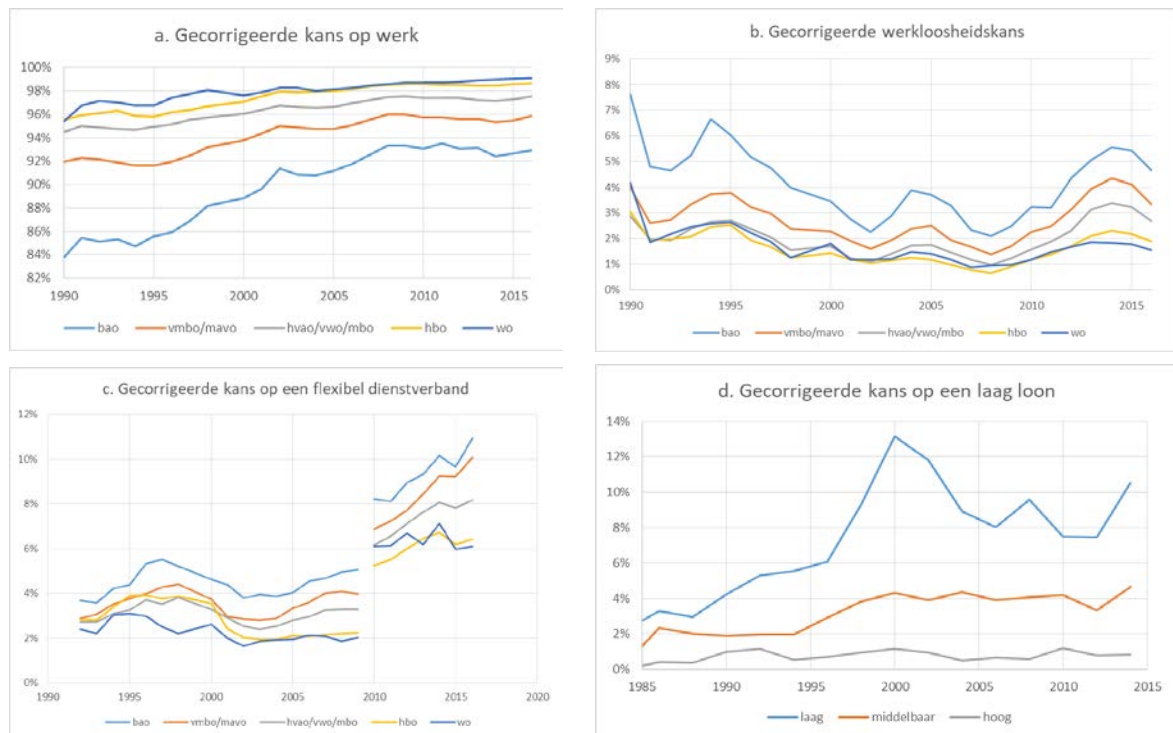 a. Gecorrigeerde kans op werk
100%
98%
96%
94%
92%
90%
88%
86%
84%
82%
1990 1995 2000 2005 2010 2015
bao vmbo/mavo hvao/vwo/mbo hbo wo
b. Gecorrigeerde werkloosheidskans
9%
8%
7%
6%
5%
4%
3%
2%
1%
0%
1990 1995 2000 2005 2010 2015
bao vmbo/mavo hvao/vwo/mbo hbo wo
c. Gecorrigeerde kans op een flexibel dienstverband
12%
10%
8%
6%
4%
2%
0%
1990 1995 2000 2005 2010 2015 2020
bao vmbo/mavo hvao/vwo/mbo hbo wo
d. Gecorrigeerde kans op een laag loon
14%
12%
10%
8%
6%
4%
2%
0%
1985 1990 1995 2000 2005 2010 2015
laag middelbaar hoog